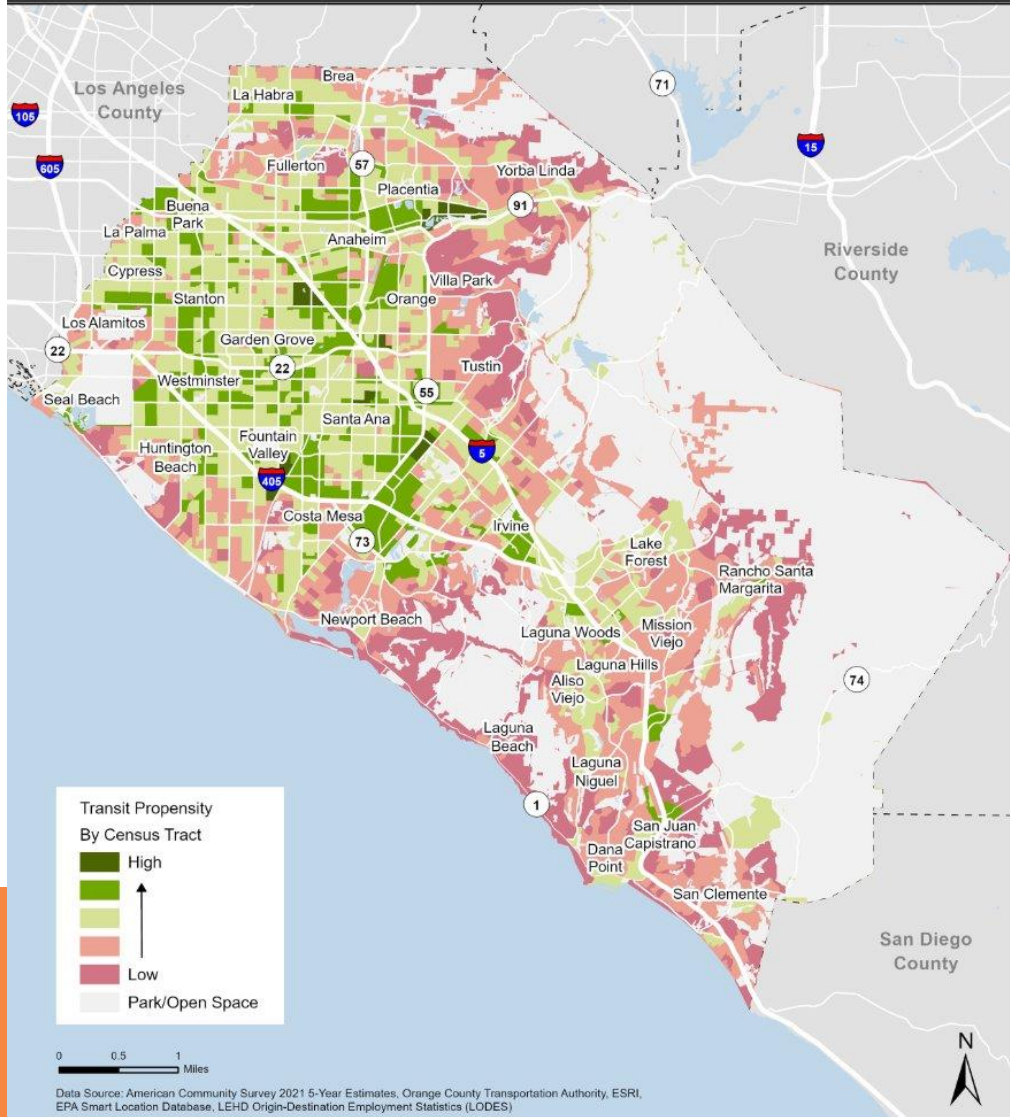 Los Angeles
County
Brea
La Habra
71
105
15
605
Fullerton
57
Yorba Linda
Placentia
91
Buena
Park
La Palma
Anaheim
Riverside
County
Cypress
Villa Park
Stanton
Orange
Los Alamitos
Garden Grove
22
22
Tustin
Westminster
55
Seal Beach
Santa Ana
Fountain
Valley
Huntington
Beach
5
405
Costa Mesa
Irvine
73
Lake
Forest
Rancho Santa
Margarita
Newport Beach
Laguna Woods
Mission
Viejo
Laguna Hills
Aliso
Viejo
74
Laguna
Beach
Laguna
Niguel
1
San Juan
Capistrano
Dana
Point
San Clemente
San Diego
County
Transit Propensity
By Census Tract
High
Low
Park/Open Space
N
0 0.5 1
Miles
Data Source: American Community Survey 2021 5-Year Estimates, Orange County Transportation Authority, ESRI,
EPA Smart Location Database, LEHD Origin-Destination Employment Statistics (LODES)